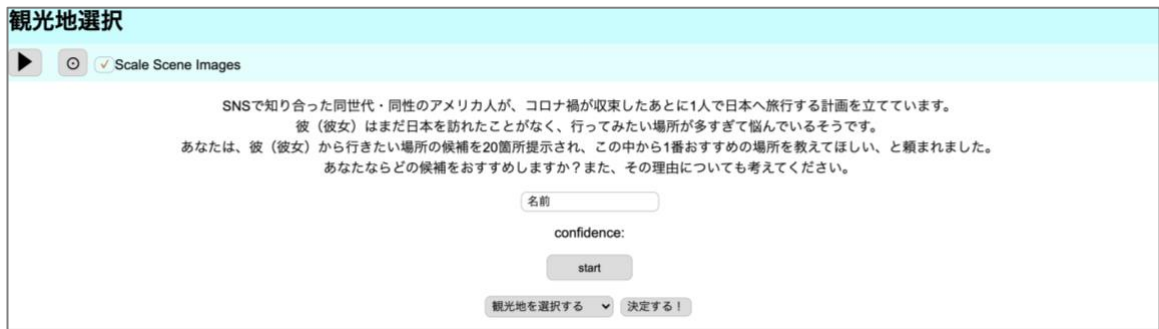 観光地選択
Scale Scene Images
SNSで知り合った同世代・同性のアメリカ人が、コロナ禍が収束したあとに1人で日本へ旅行する計画を立てています。
彼（彼女）はまだ日本を訪れたことがなく、行ってみたい場所が多すぎて悩んでいるそうです。
あなたは、彼（彼女）から行きたい場所の候補を20箇所提示され、この中から1番おすすめの場所を教えてほしい、と頼まれました。
あなたならどの候補をおすすめしますか？また、その理由についても考えてください。
名前
confidence:
start
観光地を選択する 決定する！